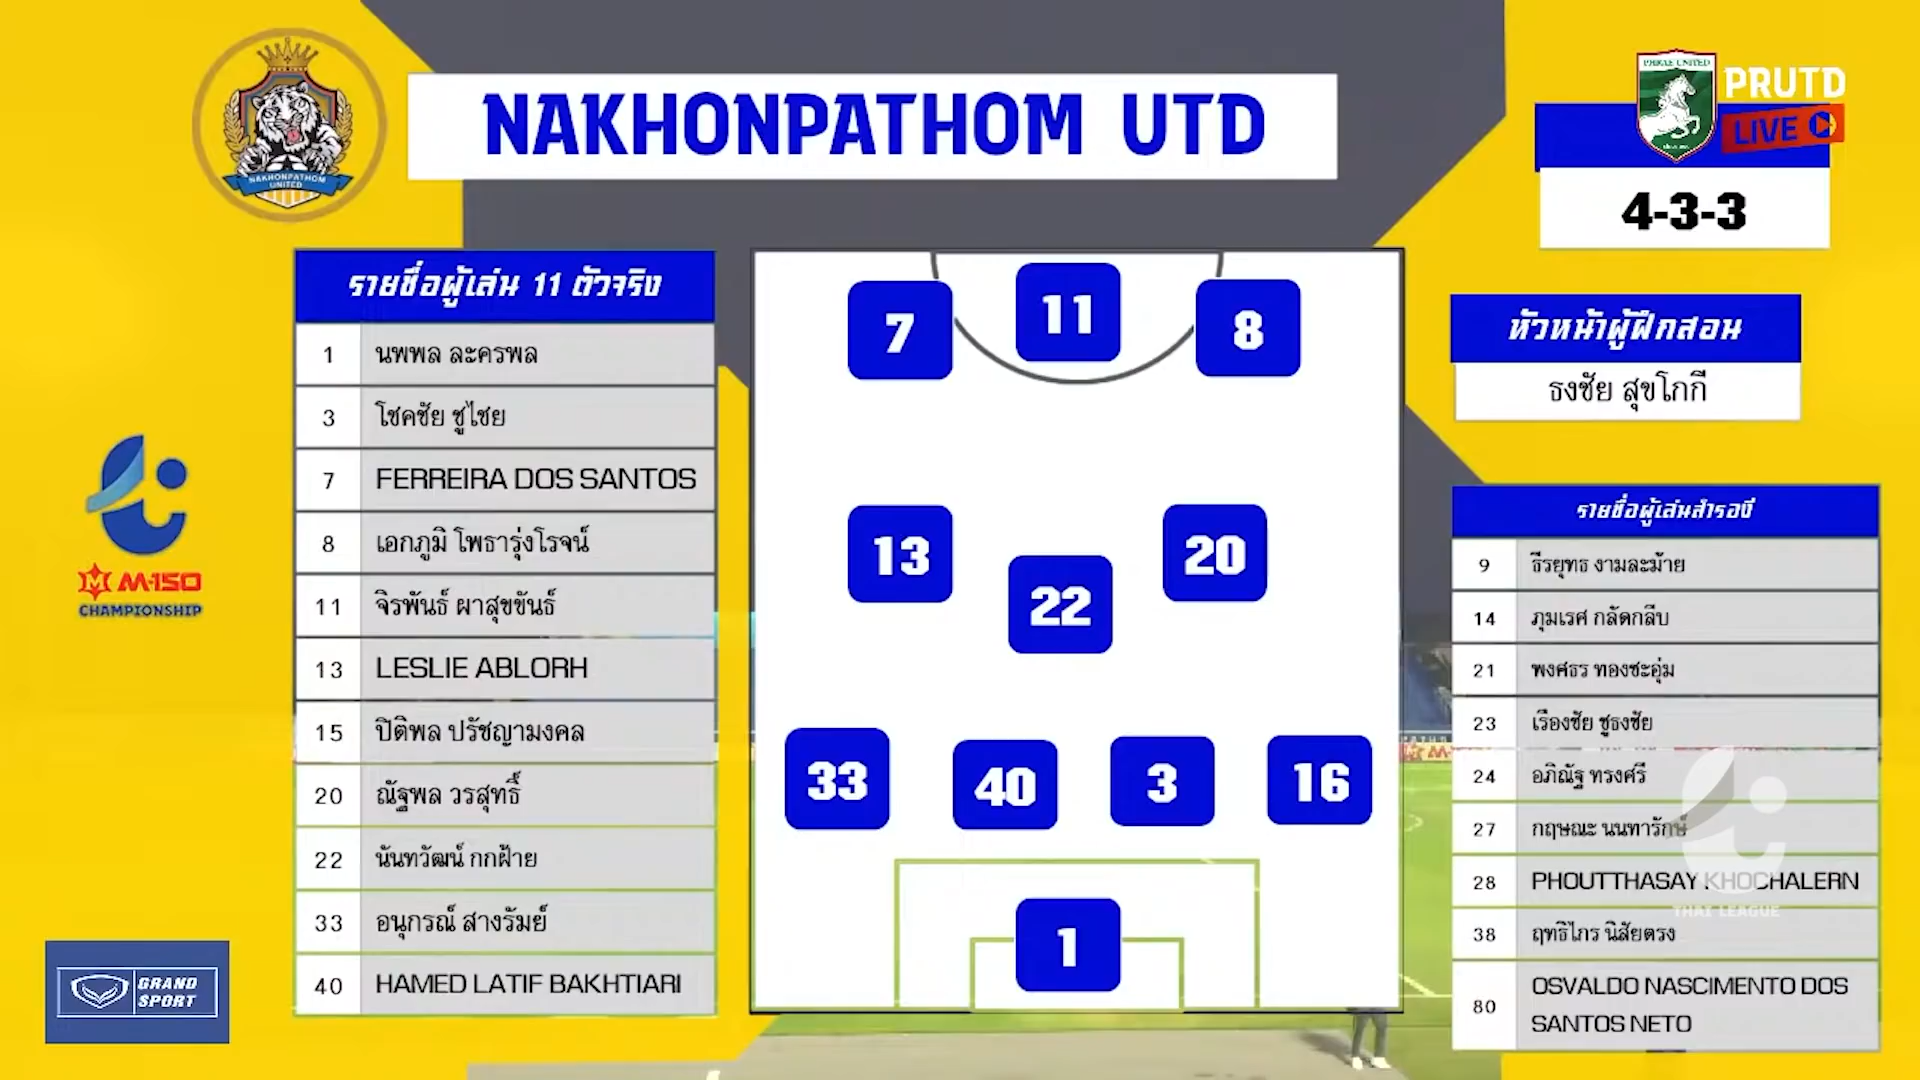 NAKHONPATHOM UTD
NAKHONPATHOM
UNITED
PHRAE UNITED
PRUTD
LIVE
4-3-3
รายชื่อผู้เล่น 11 ตัวจริง
1 นพพล ละครพล
3 โชคชัย ชูไชย
7 FERREIRA DOS SANTOS
8 เอกภูมิ โพธารุ่งโรจน์
11 จิรพันธ์ ผาสุขขันธ์
13 LESLIE ABLORH
15 ปิติพล ปรัชญามงคล
20 ณัฐพล วรสุทธิ์
22 นันทวัฒน์ กกฝ้าย
33 อนุกรณ์ สางรัมย์
40 HAMED LATIF BAKHTIARI
7 11 8
13 22 20
33 40 3 16
1
หัวหน้าผู้ฝึกสอน
ธงชัย สุขโกกี
รายชื่อผู้เล่นสำรอง
9 ธีรยุทธ งามละม้าย
14 ภุมเรศ กลัดกลีบ
21 พงศธร ทองชะอุ่ม
23 เรืองชัย ชูธงชัย
24 อภิณัฐ ทรงศรี
27 กฤษณะ นนทารักษ์
28 PHOUTTHASAY KHOCHALERN
38 ฤทธิไกร นิสัยตรง
80 OSVALDO NASCIMENTO DOS
SANTOS NETO
THAI LEAGUE
M-150
CHAMPIONSHIP
GRAND
SPORT